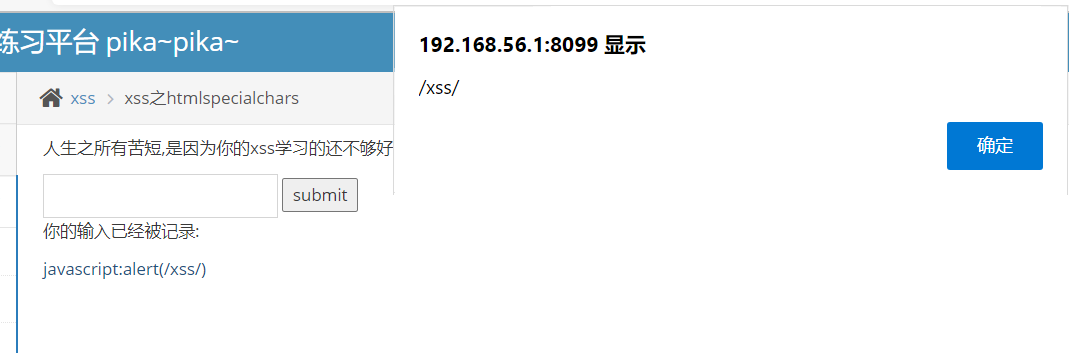 练习平台 pika~pika~
192.168.56.1:8099 显示
/xss/
确定
xss > xss之htmlspecialchars
人生之所有苦短,是因为你的xss学习的还不够好
submit
你的输入已经被记录:
javascript:alert(/xss/)